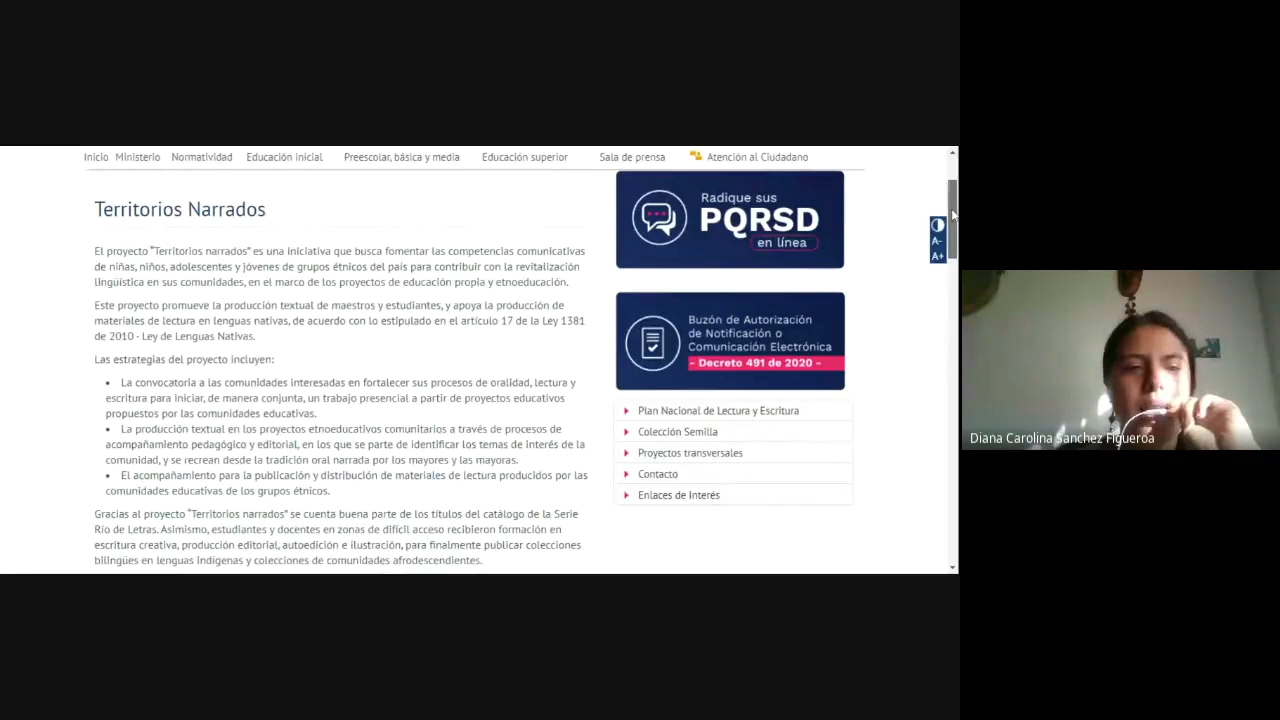 Inicio Ministerio Normatividad Educación inicial Preescolar, básica y media Educación superior Sala de prensa Atención al Ciudadano
Territorios Narrados
El proyecto "Territorios narrados" es una iniciativa que busca fomentar las competencias comunicativas
de niñas, niños, adolescentes y jóvenes de grupos étnicos del país para contribuir con la revitalización
lingüística en sus comunidades, en el marco de los proyectos de educación propia y etnoeducación.
Este proyecto promueve la producción textual de maestros y estudiantes, y apoya la producción de
materiales de lectura en lenguas nativas, de acuerdo con lo estipulado en el artículo 17 de la Ley 1381
de 2010 - Ley de Lenguas Nativas.
Las estrategias del proyecto incluyen:
• La convocatoria a las comunidades interesadas en fortalecer sus procesos de oralidad, lectura y
escritura para iniciar, de manera conjunta, un trabajo presencial a partir de proyectos educativos
propuestos por las comunidades educativas.
• La producción textual en los proyectos etnoeducativos comunitarios a través de procesos de
acompañamiento pedagógico y editorial, en los que se parte de identificar los temas de interés de la
comunidad, y se recrean desde la tradición oral narrada por los mayores y las mayoras.
• El acompañamiento para la publicación y distribución de materiales de lectura producidos por las
comunidades educativas de los grupos étnicos.
Gracias al proyecto "Territorios narrados" se cuenta buena parte de los títulos del catálogo de la Serie
Río de Letras. Asimismo, estudiantes y docentes en zonas de difícil acceso recibieron formación en
escritura creativa, producción editorial, autoedición e ilustración, para finalmente publicar colecciones
bilingües en lenguas indígenas y colecciones de comunidades afrodescendientes.
Radique sus
PQRSD
en línea
Buzón de Autorización
de Notificación o
Comunicación Electrónica
- Decreto 491 de 2020 -
Plan Nacional de Lectura y Escritura
Colección Semilla
Proyectos transversales
Contacto
Enlaces de Interés
A-
A+
Diana Carolina Sanchez Figueroa